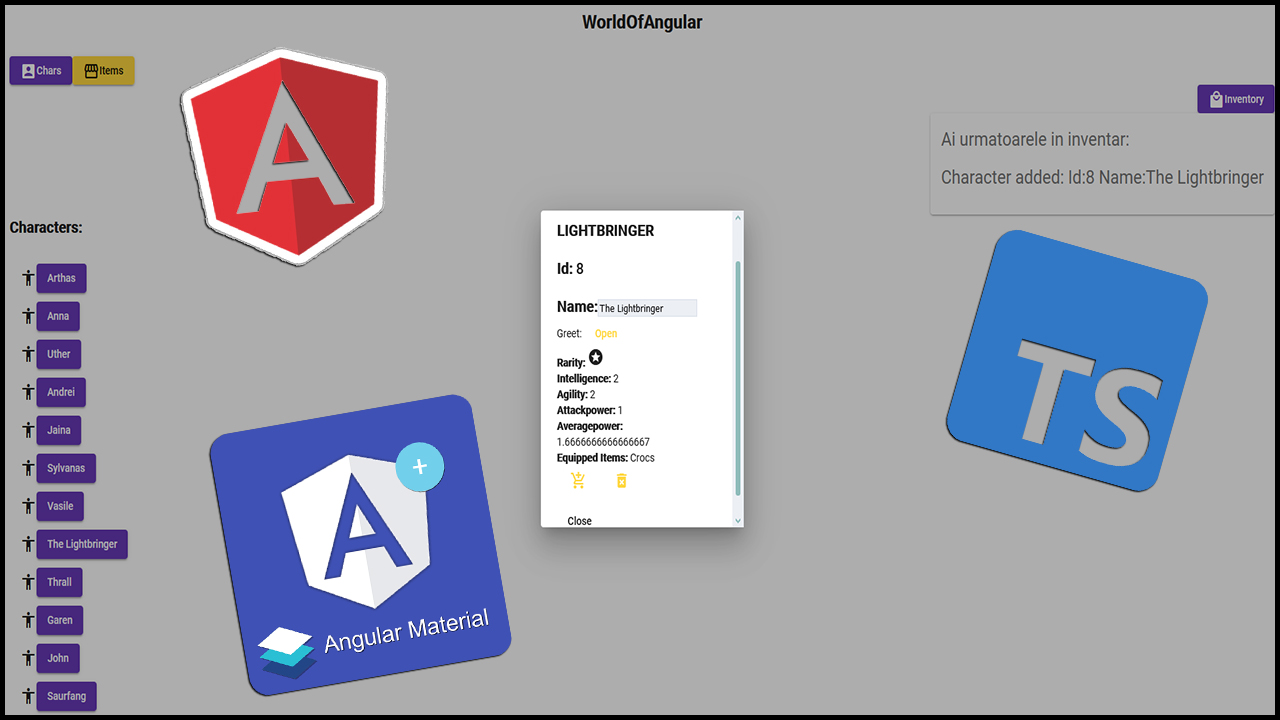 WorldOfAngular
Chars
Items
Inventory
Ai urmatoarele in inventar:
Character added: Id:8 Name:The Lightbringer
Characters:
Arthas
Anna
Uther
Andrei
Jaina
Sylvanas
Vasile
The Lightbringer
Thrall
Garen
John
Saurfang
LIGHTBRINGER
Id: 8
Name: The Lightbringer
Greet: Open
Rarity:
Intelligence: 2
Agility: 2
Attackpower: 1
Averagepower:
1.6666666666666667
Equipped Items: Crocs
Close
A
TS
A
+
Angular Material